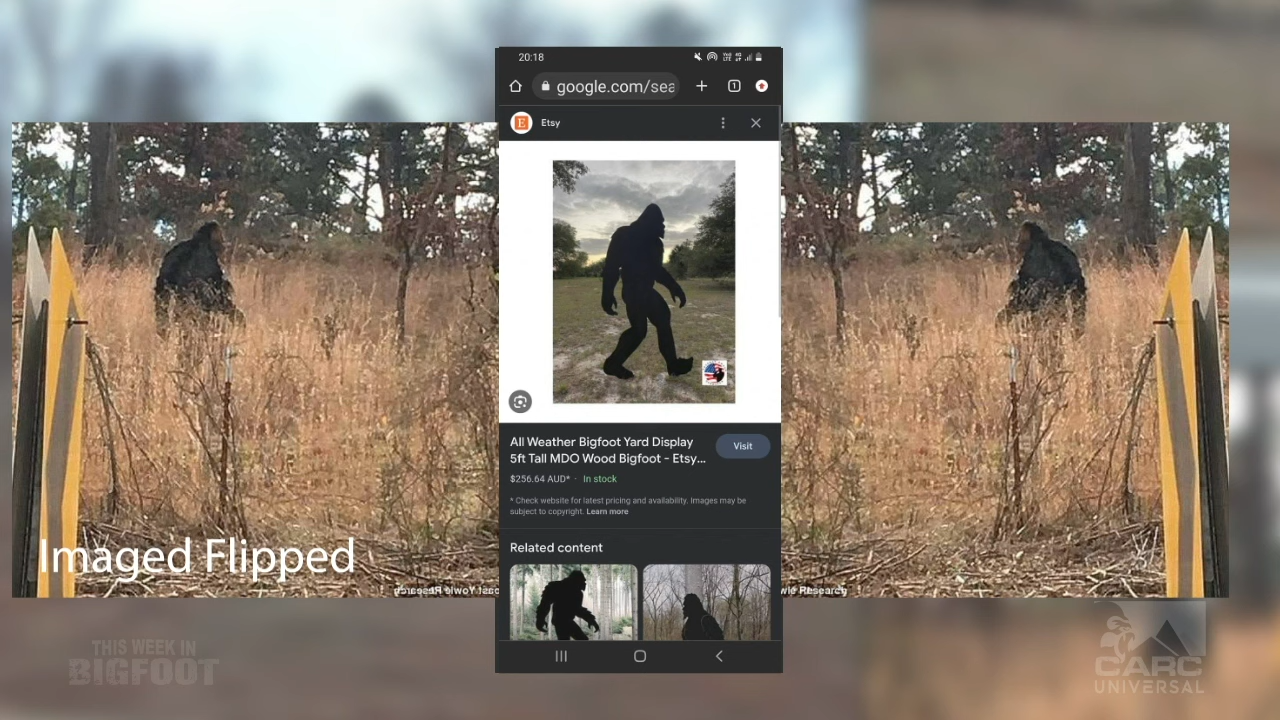 20:18
google.com/sea
1
Etsy
All Weather Bigfoot Yard Display
5ft Tall MDO Wood Bigfoot - Etsy...
Visit
$256.64 AUD* · In stock
* Check website for latest pricing and availability. Images may be
subject to copyright. Learn more
Related content
Imaged Flipped
THIS WEEK IN
BIGFOOT
CARC
UNIVERSAL